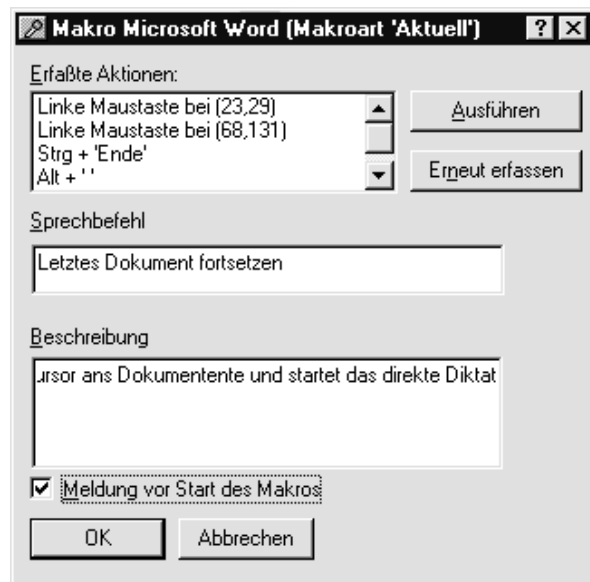 Makro Microsoft Word (Makroart 'Aktuell')
Erfaßte Aktionen:
Linke Maustaste bei (23,29)
Linke Maustaste bei (68,131)
Strg + 'Ende'
Alt + ' '
Ausführen
Erneut erfassen
Sprechbefehl
Letztes Dokument fortsetzen
Beschreibung
ans Dokumentente und startet das direkte Diktat
Meldung vor Start des Makros
OK
Abbrechen